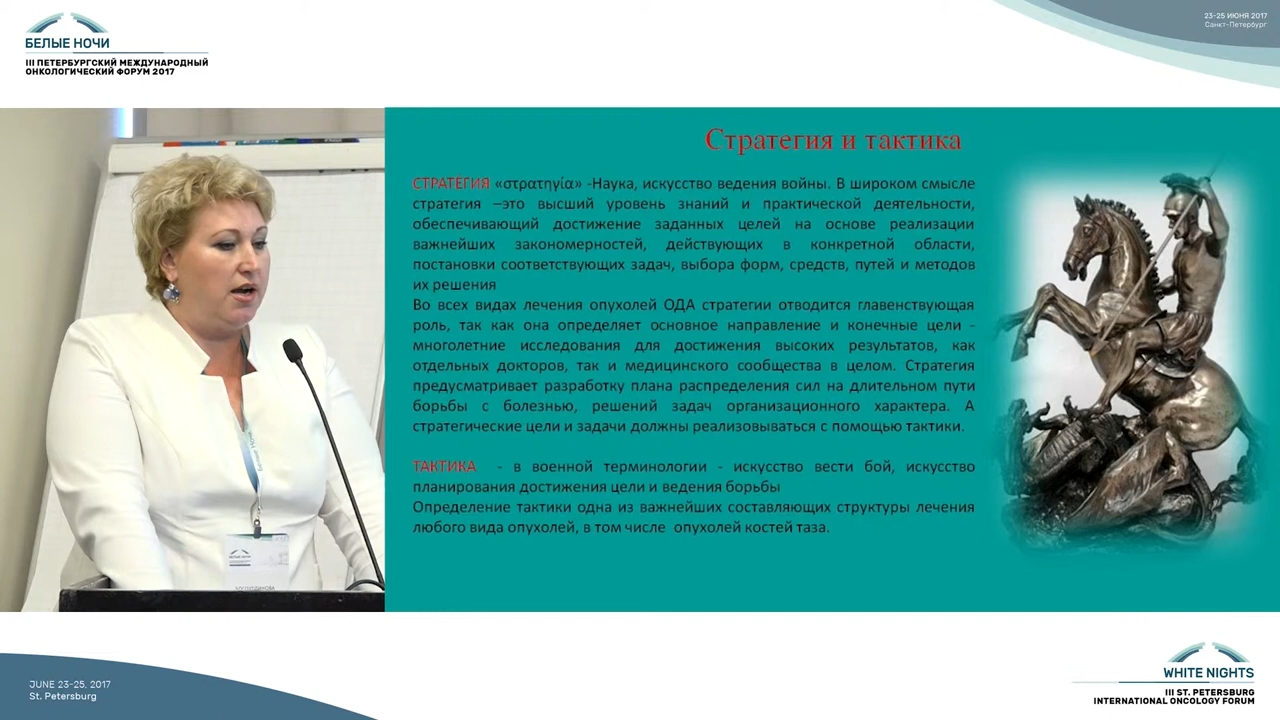 БЕЛЫЕ НОЧИ
III ПЕТЕРБУРГСКИЙ МЕЖДУНАРОДНЫЙ
ОНКОЛОГИЧЕСКИЙ ФОРУМ 2017
23-25 ИЮНЯ 2017
Санкт-Петербург
Стратегия и тактика
СТРАТЕГИЯ «στρατηγία» -Наука, искусство ведения войны. В широком смысле
стратегия –это высший уровень знаний и практической деятельности,
обеспечивающий достижение заданных целей на основе реализации
важнейших закономерностей, действующих в конкретной области,
постановки соответствующих задач, выбора форм, средств, путей и методов
их решения
Во всех видах лечения опухолей ОДА стратегии отводится главенствующая
роль, так как она определяет основное направление и конечные цели -
многолетние исследования для достижения высоких результатов, как
отдельных докторов, так и медицинского сообщества в целом. Стратегия
предусматривает разработку плана распределения сил на длительном пути
борьбы с болезнью, решений задач организационного характера. А
стратегические цели и задачи должны реализовываться с помощью тактики.
ТАКТИКА - в военной терминологии - искусство вести бой, искусство
планирования достижения цели и ведения борьбы
Определение тактики одна из важнейших составляющих структуры лечения
любого вида опухолей, в том числе опухолей костей таза.
JUNE 23-25, 2017
St. Petersburg
WHITE NIGHTS
III ST. PETERSBURG
INTERNATIONAL ONCOLOGY FORUM